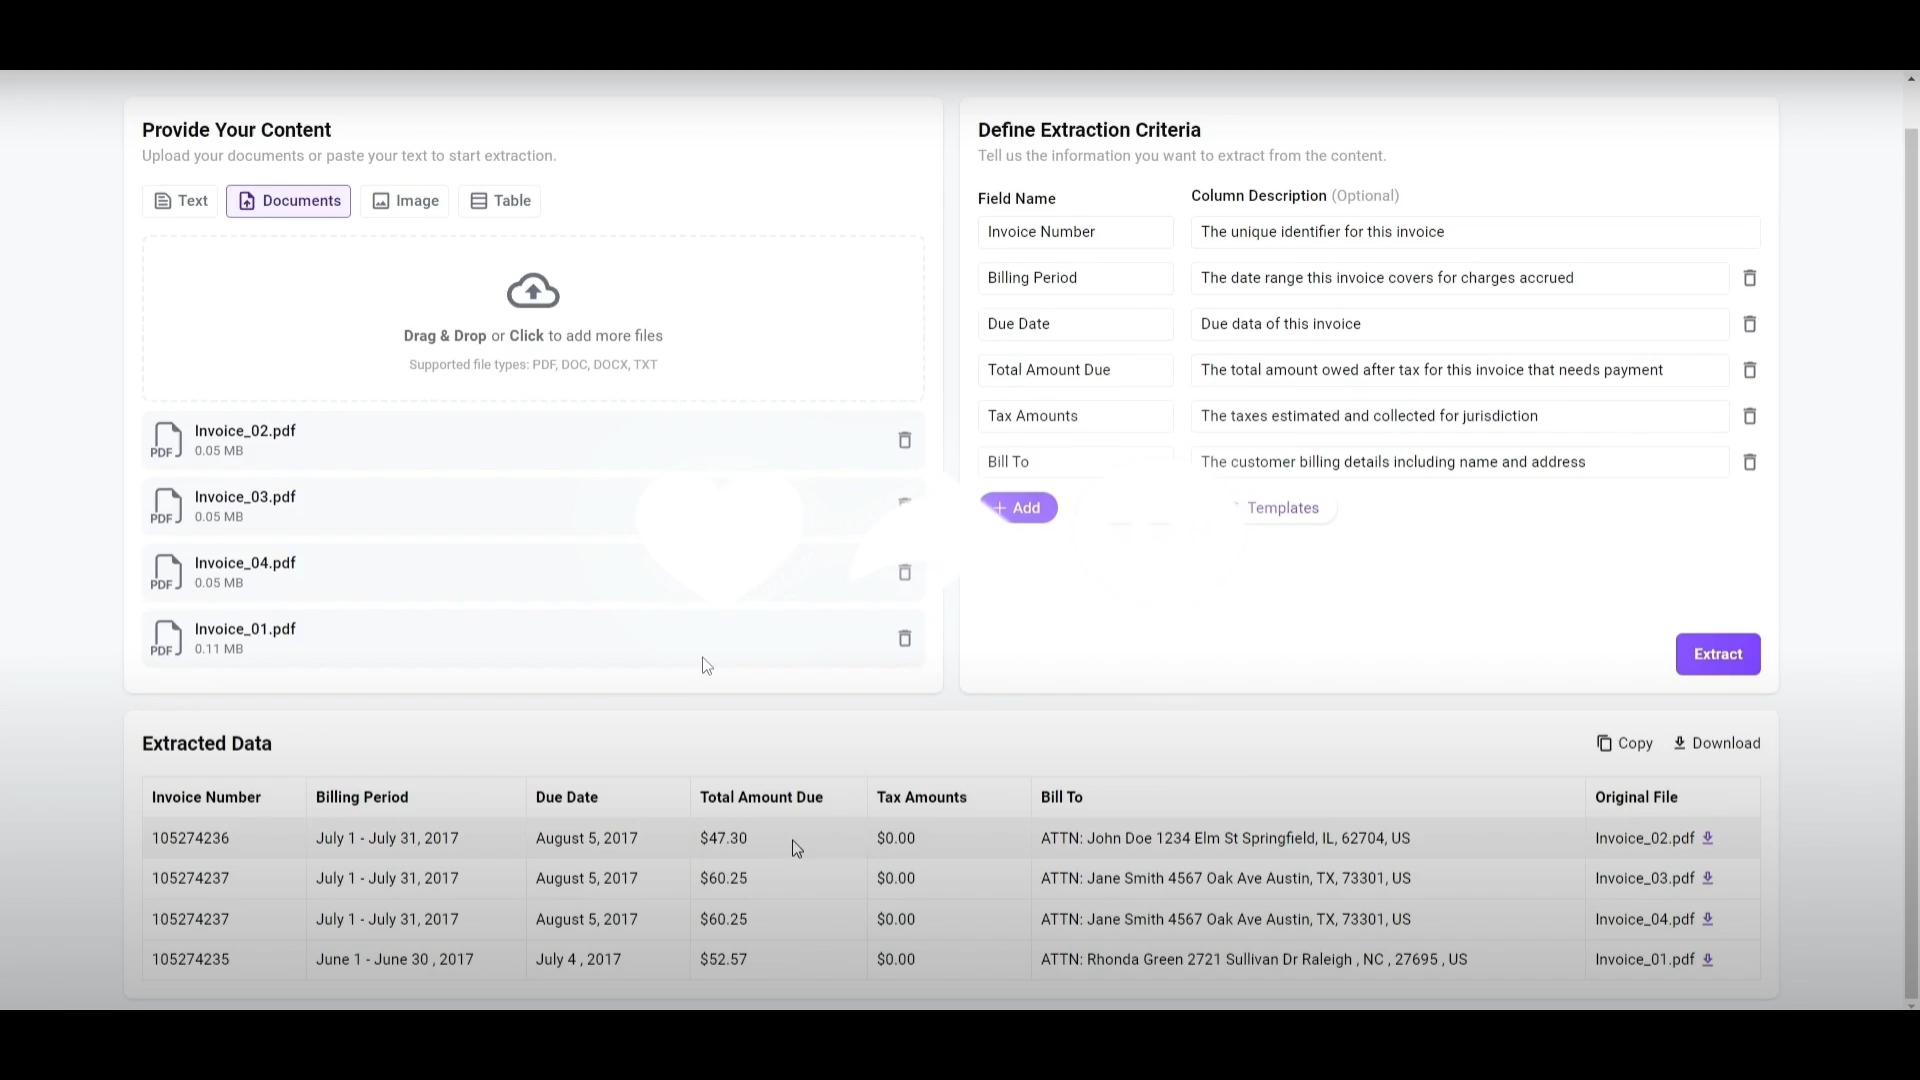 Provide Your Content
Upload your documents or paste your text to start extraction.
Text Documents Image Table
Drag & Drop or Click to add more files
Supported file types: PDF, DOC, DOCX, TXT
PDF Invoice_02.pdf
0.05 MB
PDF Invoice_03.pdf
0.05 MB
PDF Invoice_04.pdf
0.05 MB
PDF Invoice_01.pdf
0.11 MB
Define Extraction Criteria
Tell us the information you want to extract from the content.
Field Name Column Description (Optional)
Invoice Number The unique identifier for this invoice
Billing Period The date range this invoice covers for charges accrued
Due Date Due data of this invoice
Total Amount Due The total amount owed after tax for this invoice that needs payment
Tax Amounts The taxes estimated and collected for jurisdiction
Bill To The customer billing details including name and address
+ Add Templates
Extract
Extracted Data Copy Download
Invoice Number Billing Period Due Date Total Amount Due Tax Amounts Bill To Original File
105274236 July 1 - July 31, 2017 August 5, 2017 $47.30 $0.00 ATTN: John Doe 1234 Elm St Springfield, IL, 62704, US Invoice_02.pdf
105274237 July 1 - July 31, 2017 August 5, 2017 $60.25 $0.00 ATTN: Jane Smith 4567 Oak Ave Austin, TX, 73301, US Invoice_03.pdf
105274237 July 1 - July 31, 2017 August 5, 2017 $60.25 $0.00 ATTN: Jane Smith 4567 Oak Ave Austin, TX, 73301, US Invoice_04.pdf
105274235 June 1 - June 30 , 2017 July 4 , 2017 $52.57 $0.00 ATTN: Rhonda Green 2721 Sullivan Dr Raleigh , NC , 27695 , US Invoice_01.pdf